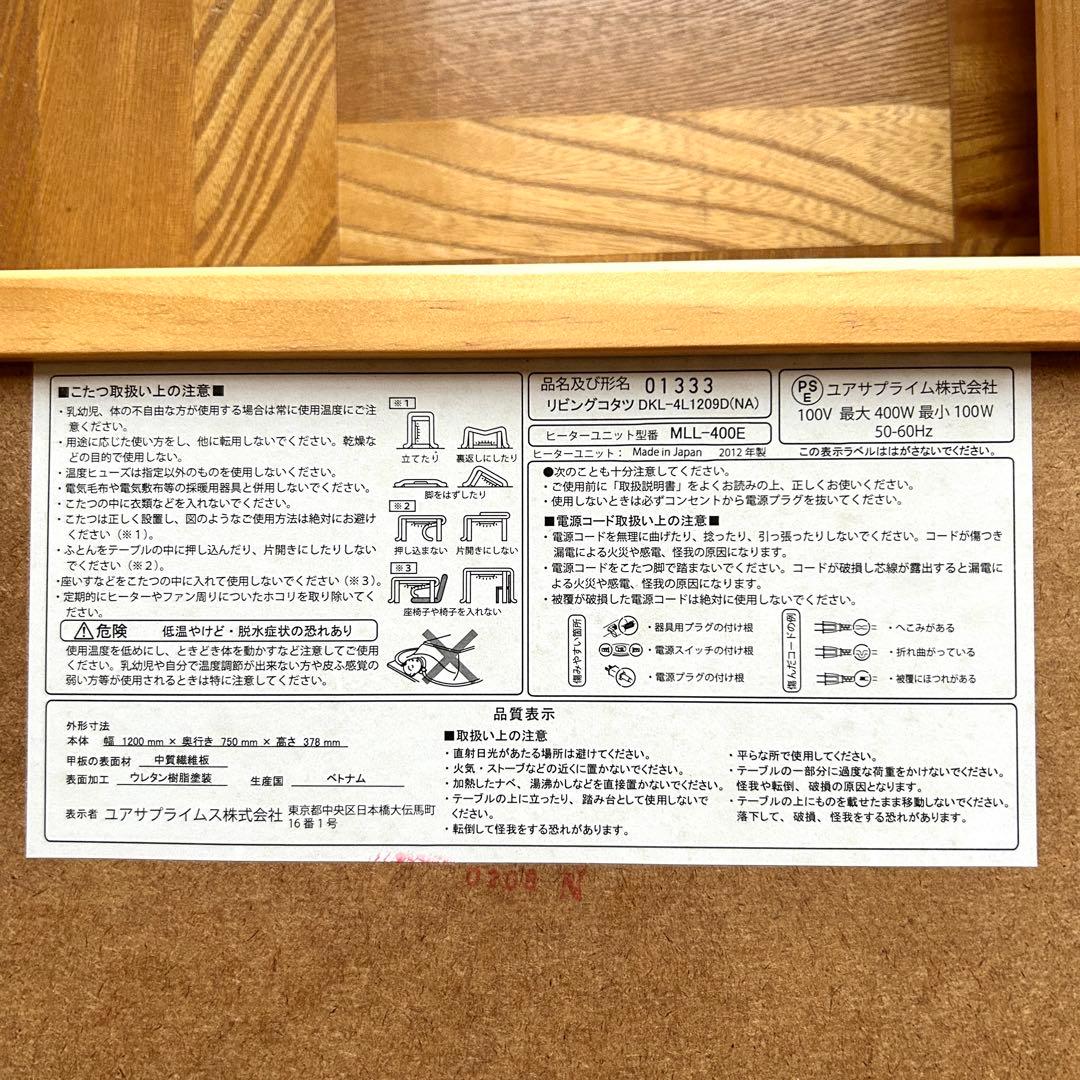 ■こたつ取扱い上の注意■
・乳幼児、体の不自由な方が使用する場合は常に使用温度にご注
意ください。
・用途に応じた使い方をし、他に転用しないでください。乾燥な
どの目的で使用しない。
・温度ヒューズは指定以外のものを使用しないください。
・電気毛布や電気敷布等の採暖用器具と併用しないでください。
・こたつの中に衣類などを入れないでください。
・こたつは正しく設置し、図のようなご使用方法は絶対にお避け
ください（※１）。
・ふとんをテーブルの中に押し込んだり、片開きにしたりしない
でください（※２）。
・座いすなどをこたつの中に入れて使用しないでください（※３）。
・定期的にヒーターやファン周りについたホコリを取り除いてく
ださい。
※１
立てたり 裏返しにしたり
脚をはずしたり
※２
押し込まない 片開きにしない
※３
座椅子や椅子を入れない
危険 低温やけど・脱水症状の恐れあり
使用温度を低めにし、ときどき体を動かすなど注意してご使用
ください。乳幼児や自分で温度調節が出来ない方や皮ふ感覚の
弱い方等が使用されるときは特に注意してください。
品名及び形名 01333
リビングコタツ DKL-4L1209D(NA)
ヒーターユニット型番 MLL-400E
ヒーターユニット： Made in Japan 2012 年製
PS
E
ユアサプライム株式会社
100V 最大 400W 最小 100W
50-60Hz
この表示ラベルははがさないでください。
●次のことも十分注意してください。
・ご使用前に「取扱説明書」をよくお読みの上、正しくお使いください。
・使用しないときは必ずコンセントから電源プラグを抜いてください。
■電源コード取扱い上の注意■
・電源コードを無理に曲げたり、捻ったり、引っ張ったりしないでください。コードが傷つき
漏電による火災や感電、怪我の原因になります。
・電源コードをこたつ脚で踏まないでください。コードが破損し芯線が露出すると漏電に
よる火災や感電、怪我の原因になります。
・被覆が破損した電源コードは絶対に使用しないでください。
傷みやすい箇所
・器具用プラグの付け根
・電源スイッチの付け根
・電源プラグの付け根
傷んだコードの例
・へこみがある
・折れ曲がっている
・被覆にほつれがある
品質表示
外形寸法
本体 幅 1200 mm × 奥行き 750 mm × 高さ 378 mm
甲板の表面材 中質繊維板
表面加工 ウレタン樹脂塗装 生産国 ベトナム
表示者 ユアサプライムス株式会社 東京都中央区日本橋大伝馬町
16 番 1 号
■取扱い上の注意
・直射日光があたる場所は避けてください。
・火気・ストーブなどの近くに置かないでください。
・加熱したナベ、湯沸かしなどを直接置かないでください。
・テーブルの上に立ったり、踏み台として使用しないで
ください。
・転倒して怪我をする恐れがあります。
・平らな所で使用してください。
・テーブルの一部分に過度な荷重をかけないでください。
怪我や転倒、破損の原因となります。
・テーブルの上にものを載せたまま移動しないでください。
落下して、破損、怪我をする恐れがあります。